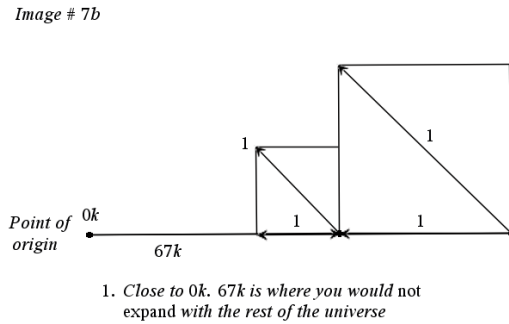 Image # 7b
1
1
0k
1
1
Point of
origin
67k
1. Close to 0k. 67k is where you would not
expand with the rest of the universe